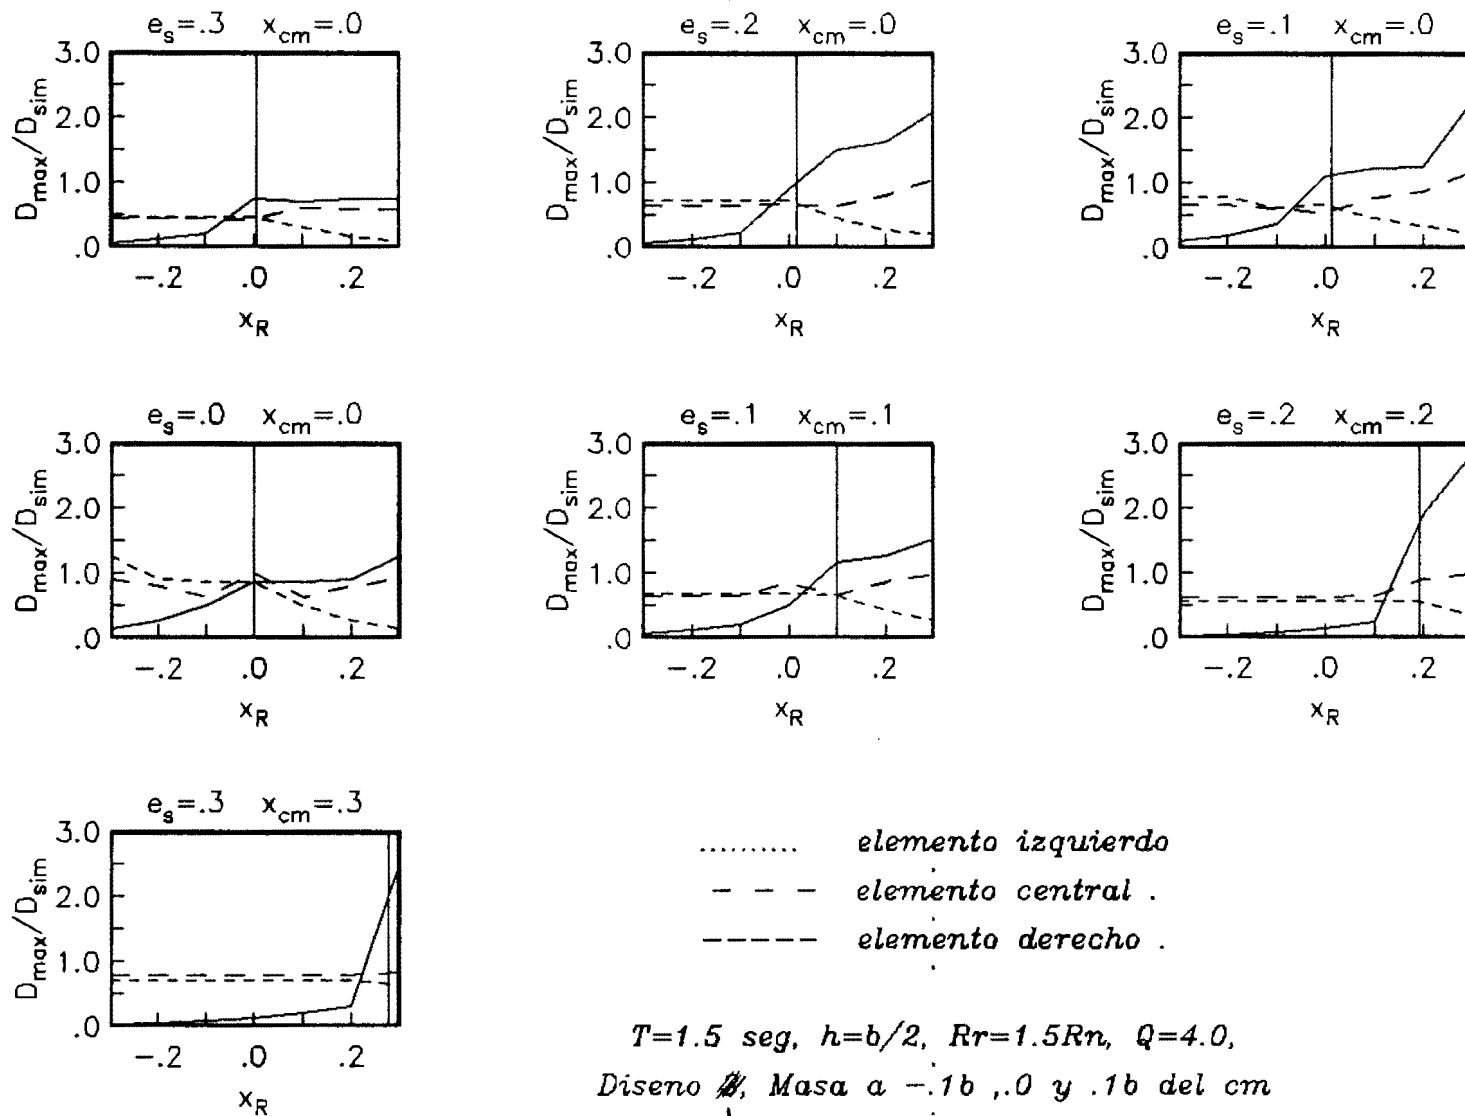 e_s=.3 x_cm=.0
e_s=.2 x_cm=.0
e_s=.1 x_cm=.0
D_max/D_sim
3.0
2.0
1.0
.0
-.2 .0 .2
x_R
D_max/D_sim
3.0
2.0
1.0
.0
-.2 .0 .2
x_R
D_max/D_sim
3.0
2.0
1.0
.0
-.2 .0 .2
x_R
e_s=.0 x_cm=.0
e_s=.1 x_cm=.1
e_s=.2 x_cm=.2
D_max/D_sim
3.0
2.0
1.0
.0
-.2 .0 .2
x_R
D_max/D_sim
3.0
2.0
1.0
.0
-.2 .0 .2
x_R
D_max/D_sim
3.0
2.0
1.0
.0
-.2 .0 .2
x_R
e_s=.3 x_cm=.3
D_max/D_sim
3.0
2.0
1.0
.0
-.2 .0 .2
x_R
elemento izquierdo
elemento central .
elemento derecho .
T=1.5 seg, h=b/2, Rr=1.5Rn, Q=4.0,
Diseno , Masa a -.1b ,.0 y .1b del cm